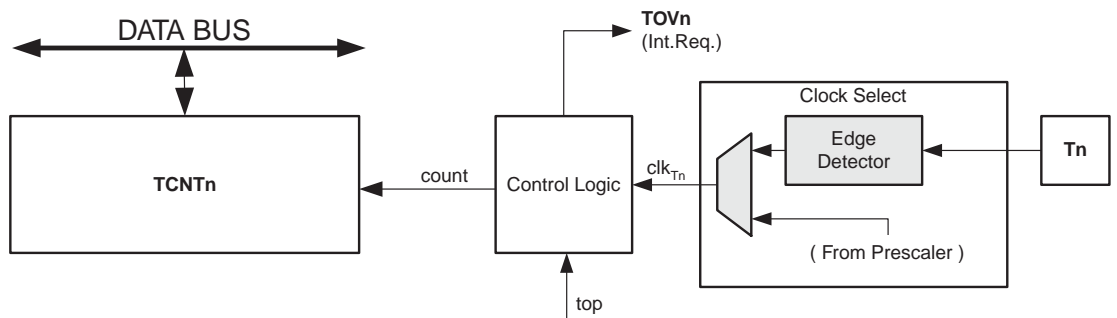 DATA BUS
TOVn
(Int.Req.)
Clock Select
TCNTn
count
Control Logic
clkTn
Edge
Detector
Tn
( From Prescaler )
top